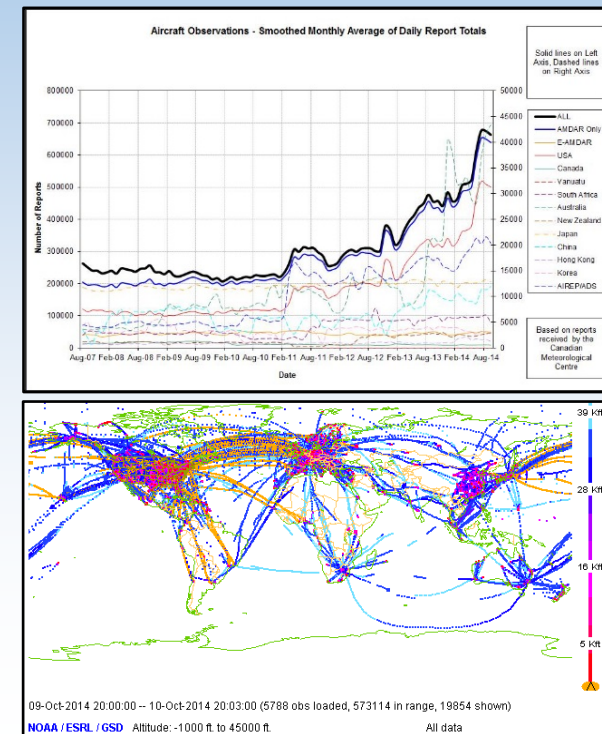 Aircraft Observations - Smoothed Monthly Average of Daily Report Totals
Solid lines on Left
Axis, Dashed lines
on Right Axis
800000
700000
600000
500000
400000
300000
200000
100000
0
Number of Reports
50000
45000
40000
35000
30000
25000
20000
15000
10000
5000
0
Aug-07 Feb-08 Aug-08 Feb-09 Aug-09 Feb-10 Aug-10 Feb-11 Aug-11 Feb-12 Aug-12 Feb-13 Aug-13 Feb-14 Aug-14
Date
ALL
AMDAR Only
E-AMDAR
USA
Canada
Vanuatu
South Africa
Australia
New Zealand
Japan
China
Hong Kong
Korea
AIREP/ADS
Based on reports
received by the
Canadian
Meteorological
Centre
39 Kft
28 Kft
16 Kft
5 Kft
09-Oct-2014 20:00:00 -- 10-Oct-2014 20:03:00 (5788 obs loaded, 573114 in range, 19854 shown)
NOAA / ESRL / GSD Altitude: -1000 ft. to 45000 ft. All data